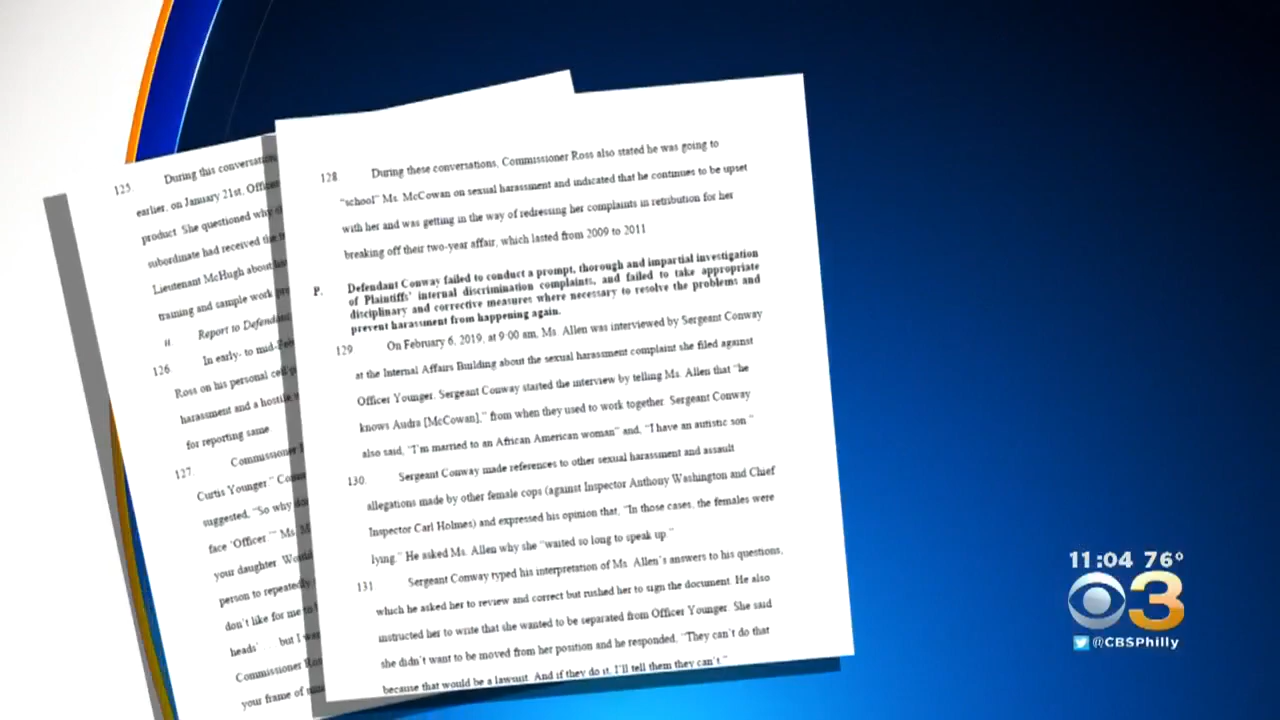 125 During this conversation
earlier, on January 21st, Offic
product. She questioned why
subordinate had received the
Lieutenant McHugh about
training and sample work
ii Report to Defendan
126 In early- to mid-Feb
Ross on his personal cell
harassment and a hostile
for reporting same
127 Commissioner
Curtis Younger." Com
suggested, "So why do
face 'Officer'" Ms. M
your daughter. Woul
person to repeatedly
don't like for me to
heads' . . . but I wa
Commissioner Ros
your frame of
128 During these conversations, Commissioner Ross also stated he was going to
"school" Ms. McCowan on sexual harassment and indicated that he continues to be upset
with her and was getting in the way of redressing her complaints in retribution for her
breaking off their two-year affair, which lasted from 2009 to 2011
P. Defendant Conway failed to conduct a prompt, thorough and impartial investigation
of Plaintiffs' internal discrimination complaints, and failed to take appropriate
disciplinary and corrective measures where necessary to resolve the problems and
prevent harassment from happening again.
129 On February 6, 2019, at 9:00 am, Ms. Allen was interviewed by Sergeant Conway
at the Internal Affairs Building about the sexual harassment complaint she filed against
Officer Younger. Sergeant Conway started the interview by telling Ms. Allen that "he
knows Audra [McCowan]," from when they used to work together. Sergeant Conway
also said, "I'm married to an African American woman" and, "I have an autistic son."
130. Sergeant Conway made references to other sexual harassment and assault
allegations made by other female cops (against Inspector Anthony Washington and Chief
Inspector Carl Holmes) and expressed his opinion that, "In those cases, the females were
lying." He asked Ms. Allen why she "waited so long to speak up."
131 Sergeant Conway typed his interpretation of Ms. Allen's answers to his questions,
which he asked her to review and correct but rushed her to sign the document. He also
instructed her to write that she wanted to be separated from Officer Younger. She said
she didn't want to be moved from her position and he responded, "They can't do that
because that would be a lawsuit. And if they do it, I'll tell them they can't."
11:04 76°
3
@CBSPhilly